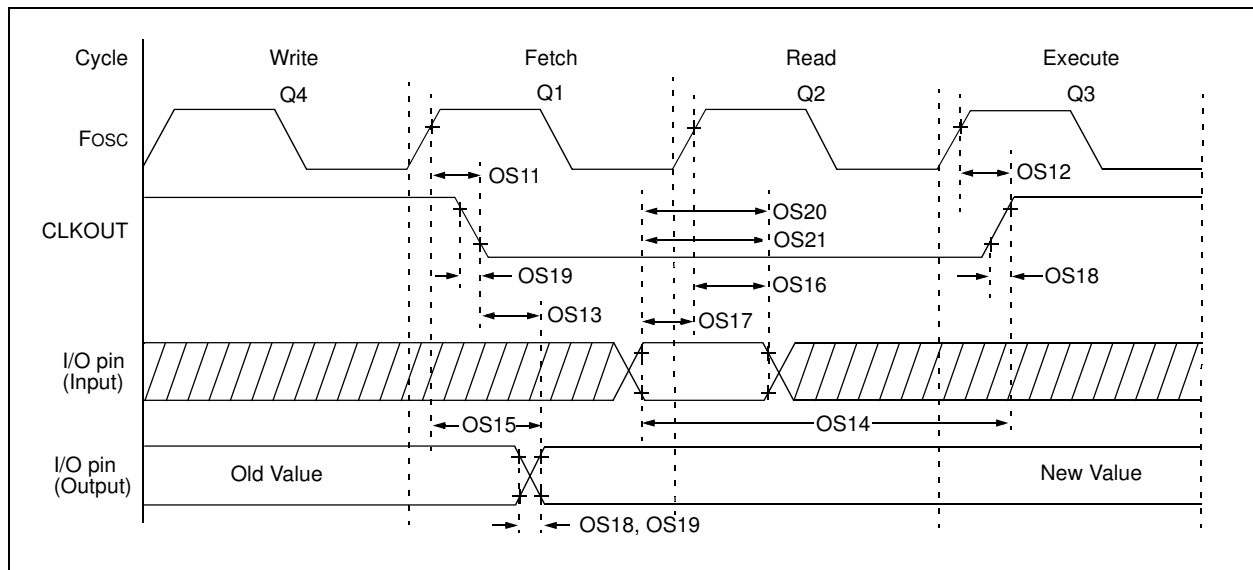 Cycle Write Fetch Read Execute
Q4 Q1 Q2 Q3
FOSC
OS11 OS12
OS20
CLKOUT
OS21
OS19 OS16 OS18
OS13 OS17
I/O pin
(Input)
OS15 OS14
I/O pin
(Output)
Old Value New Value
OS18, OS19